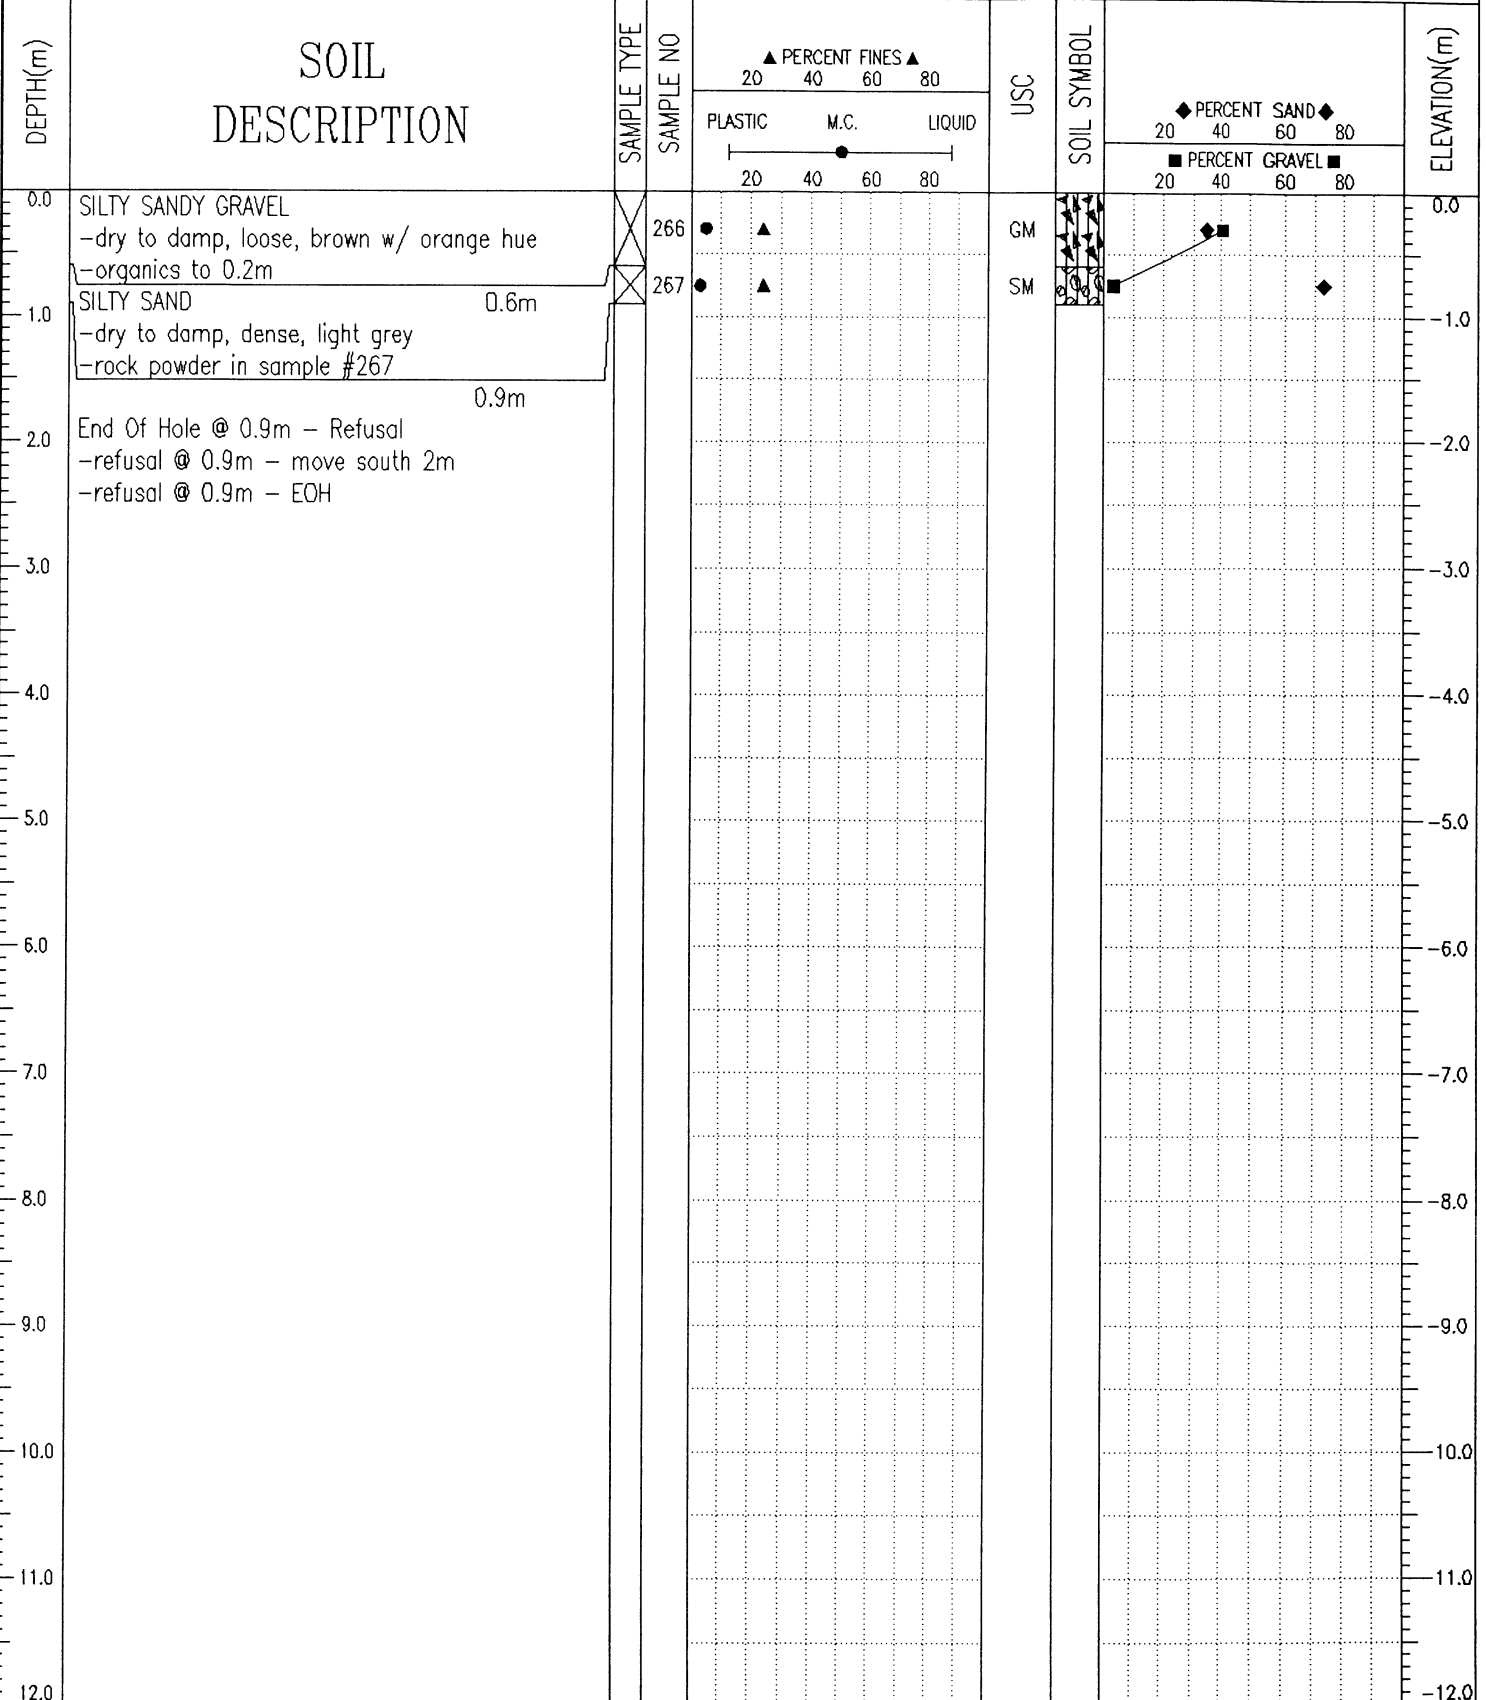 DEPTH(m)
SOIL
DESCRIPTION
SAMPLE TYPE
SAMPLE NO
▲ PERCENT FINES ▲
20 40 60 80
PLASTIC M.C. LIQUID
20 40 60 80
USC
SOIL SYMBOL
◆ PERCENT SAND ◆
20 40 60 80
■ PERCENT GRAVEL ■
20 40 60 80
ELEVATION(m)
0.0
SILTY SANDY GRAVEL
-dry to damp, loose, brown w/ orange hue
-organics to 0.2m
0.6m
266
GM
0.0
SILTY SAND
-dry to damp, dense, light grey
-rock powder in sample #267
0.9m
267
SM
1.0
-1.0
End Of Hole @ 0.9m - Refusal
-refusal @ 0.9m - move south 2m
-refusal @ 0.9m - EOH
2.0
-2.0
3.0
-3.0
4.0
-4.0
5.0
-5.0
6.0
-6.0
7.0
-7.0
8.0
-8.0
9.0
-9.0
10.0
-10.0
11.0
-11.0
12.0
-12.0